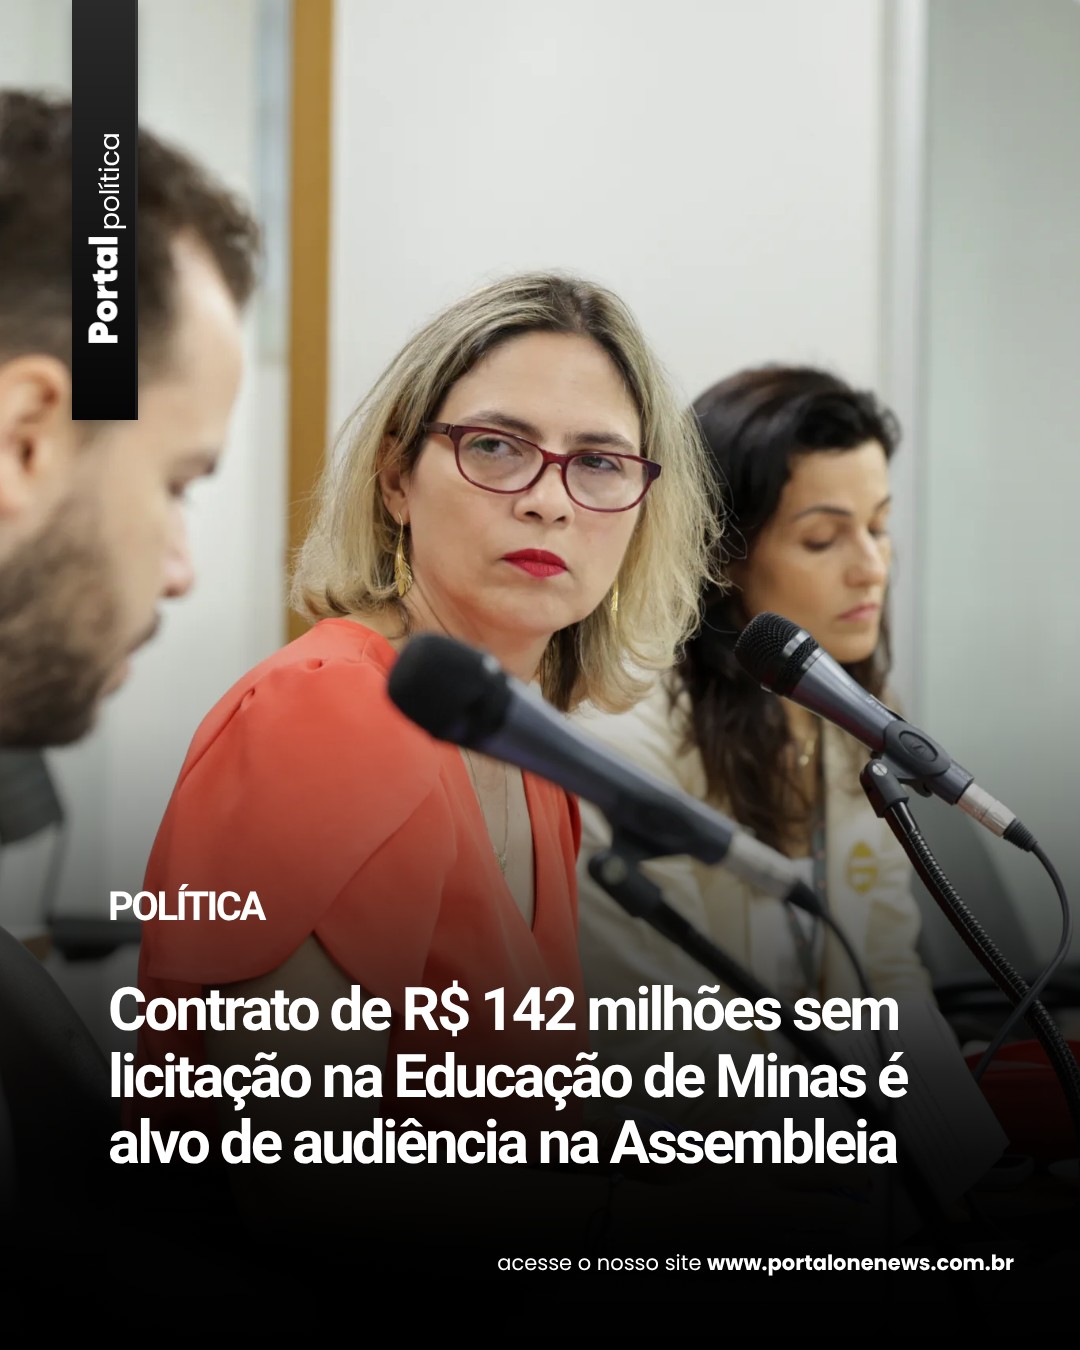 Portal política
POLÍTICA
Contrato de R$ 142 milhões sem
licitação na Educação de Minas é
alvo de audiência na Assembleia
acesse o nosso site www.portalonenews.com.br